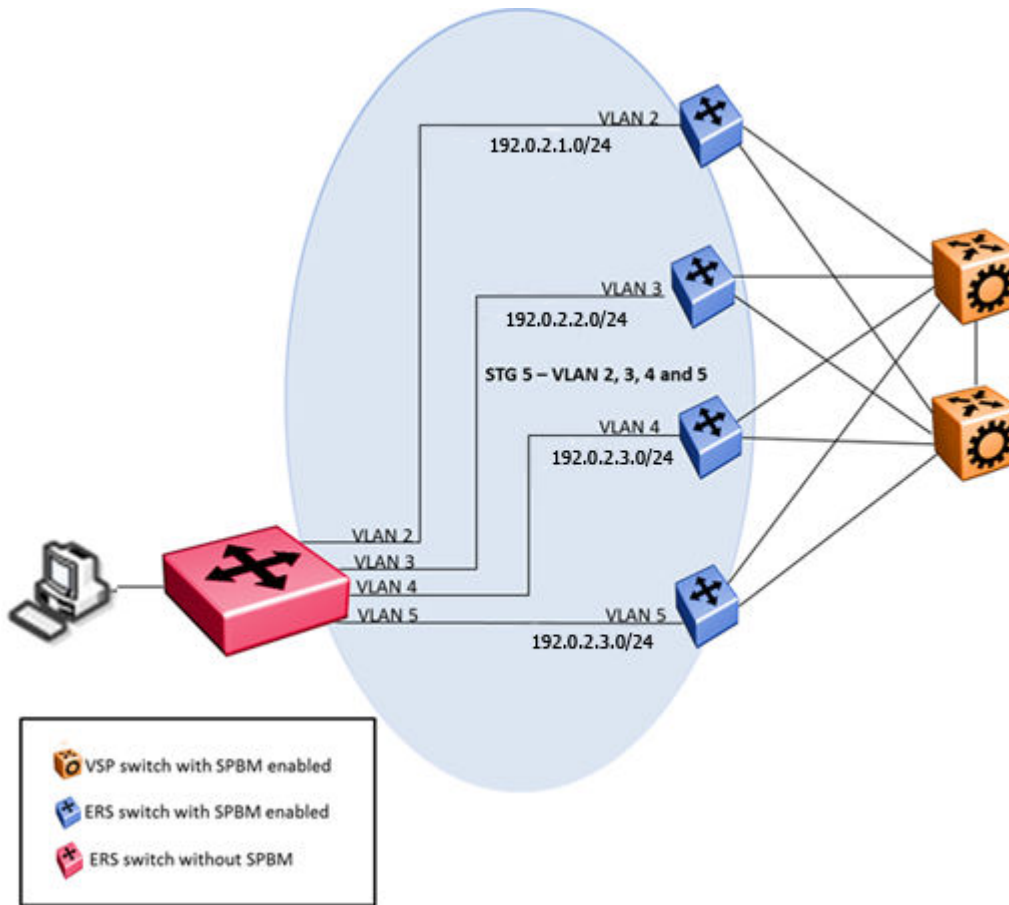 VLAN 2
192.0.2.1.0/24
VLAN 3
192.0.2.2.0/24
STG 5 – VLAN 2, 3, 4 and 5
VLAN 4
192.0.2.3.0/24
VLAN 2
VLAN 3
VLAN 4
VLAN 5
VLAN 5
192.0.2.3.0/24
VSP switch with SPBM enabled
ERS switch with SPBM enabled
ERS switch without SPBM